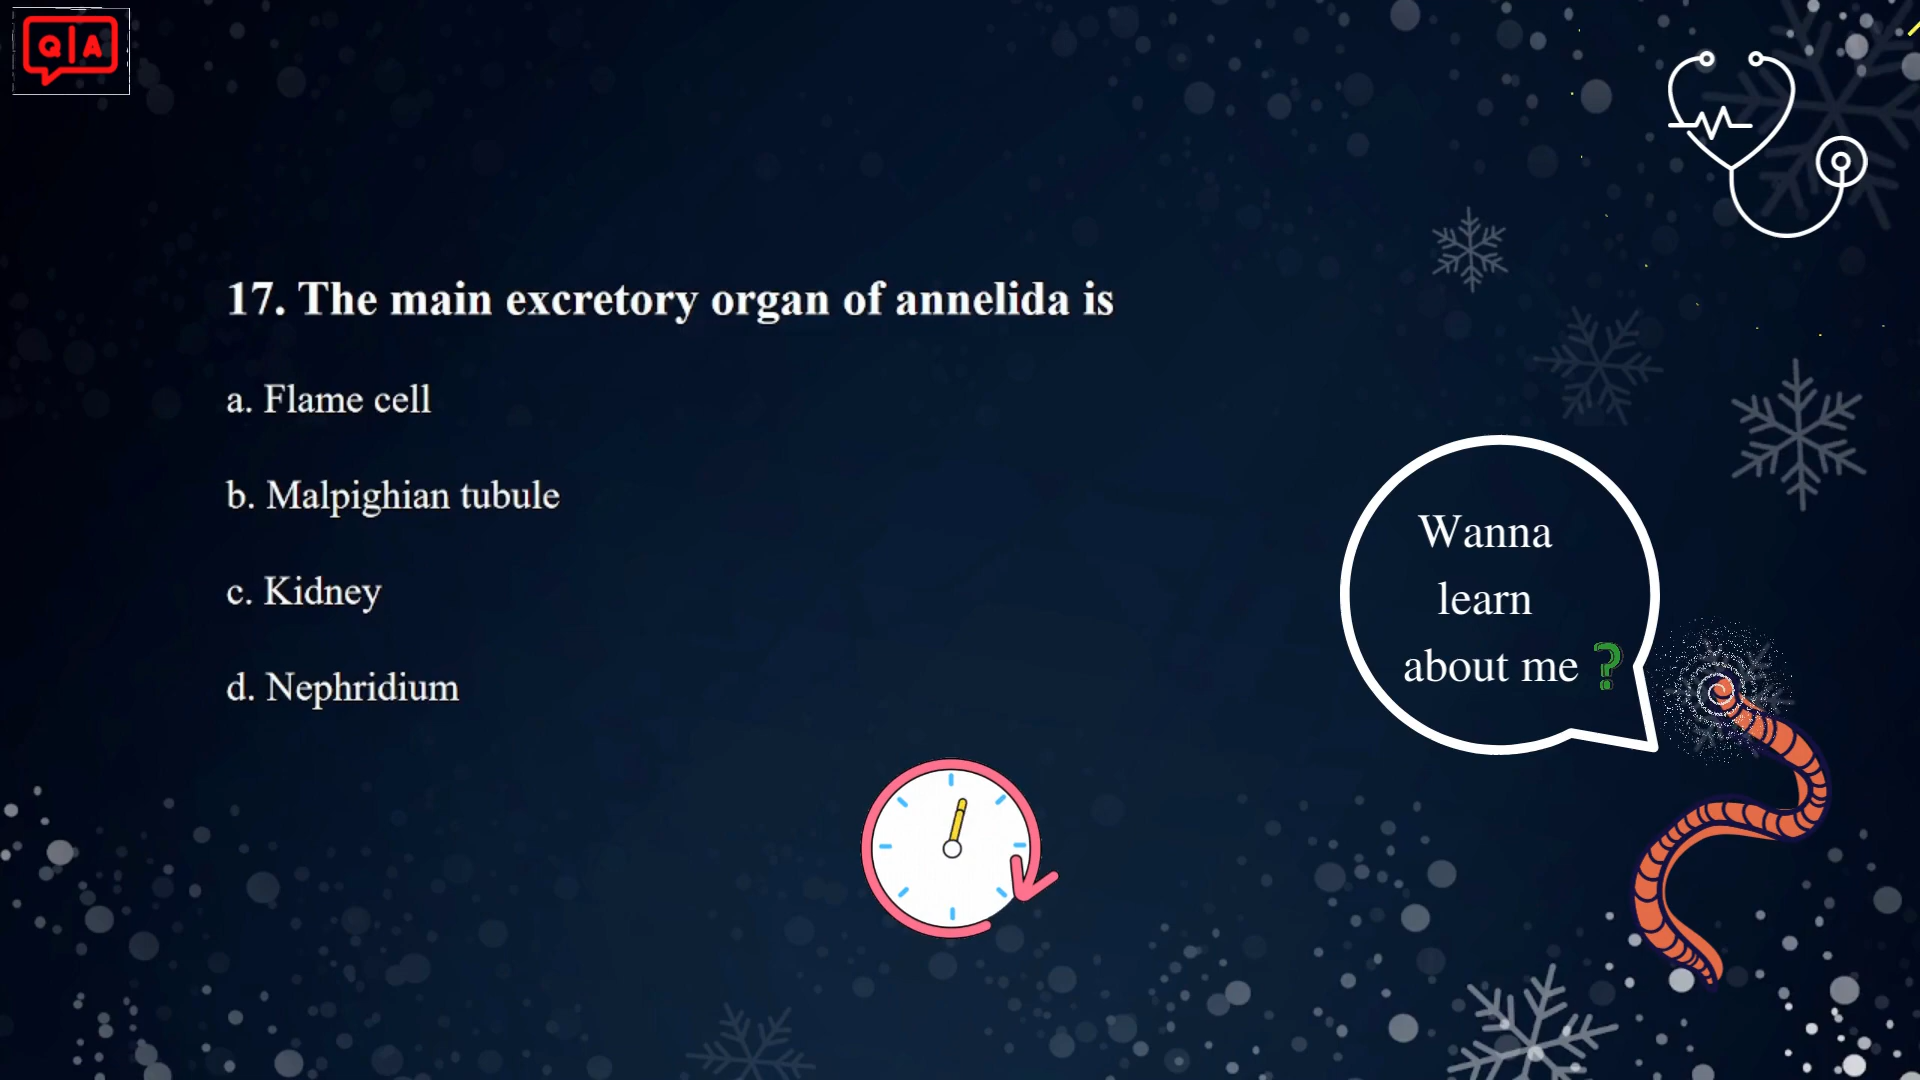 Q|A
17. The main excretory organ of annelida is
a. Flame cell
b. Malpighian tubule
c. Kidney
d. Nephridium
Wanna
learn
about me ?